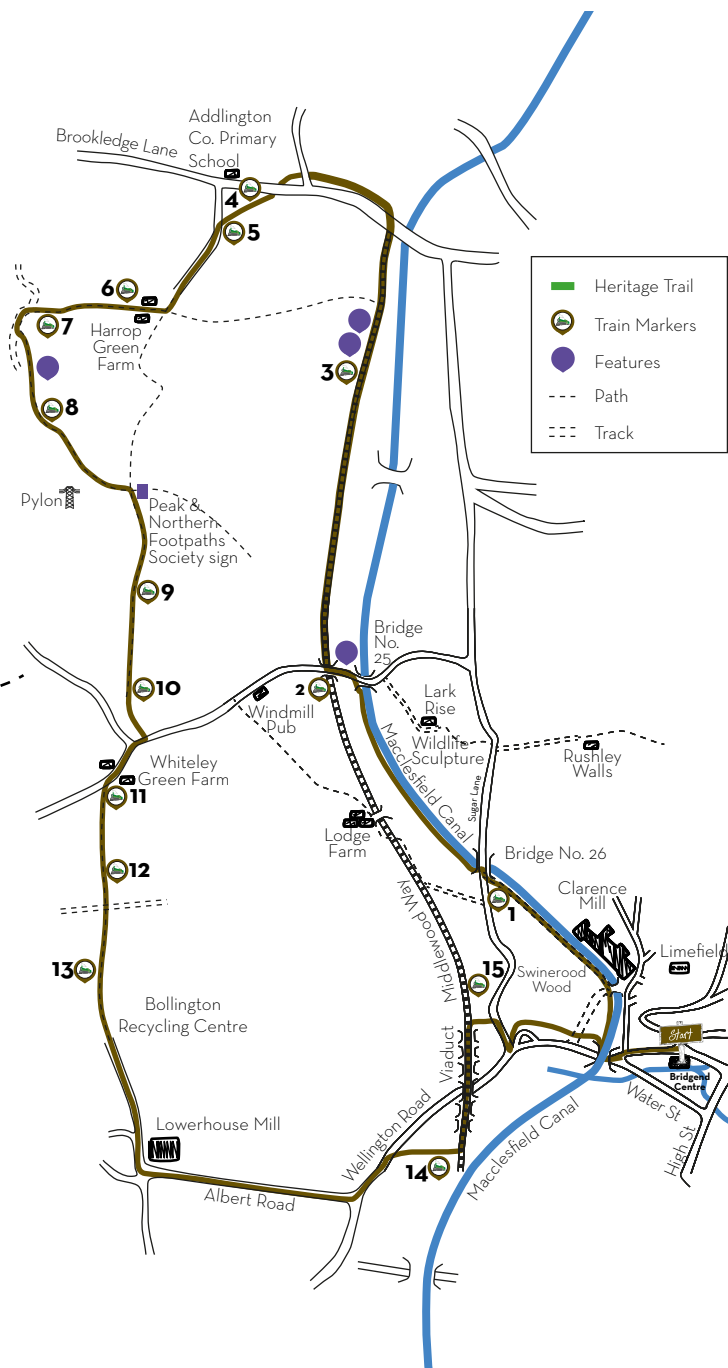 Addlington
Co. Primary
School
Brookledge Lane
4
5
6
Harrop
Green
Farm
7
8
3
Heritage Trail
Train Markers
Features
Path
Track
Pylon
Peak &
Northern
Footpaths
Society sign
9
10
Bridge
No.
25
2
Windmill
Pub
Lark
Rise
Wildlife
Sculpture
Rushley
Walls
Macclesfield Canal
Sugar Lane
Whiteley
Green Farm
11
12
Lodge
Farm
Bridge No. 26
Clarence
Mill
1
Middlewood Way
13
15
Swinerood
Wood
Limefield
Bollington
Recycling Centre
Viaduct
Start
Bridgend
Centre
Water St
High St
Lowerhouse Mill
Wellington Road
Macclesfield Canal
14
Albert Road